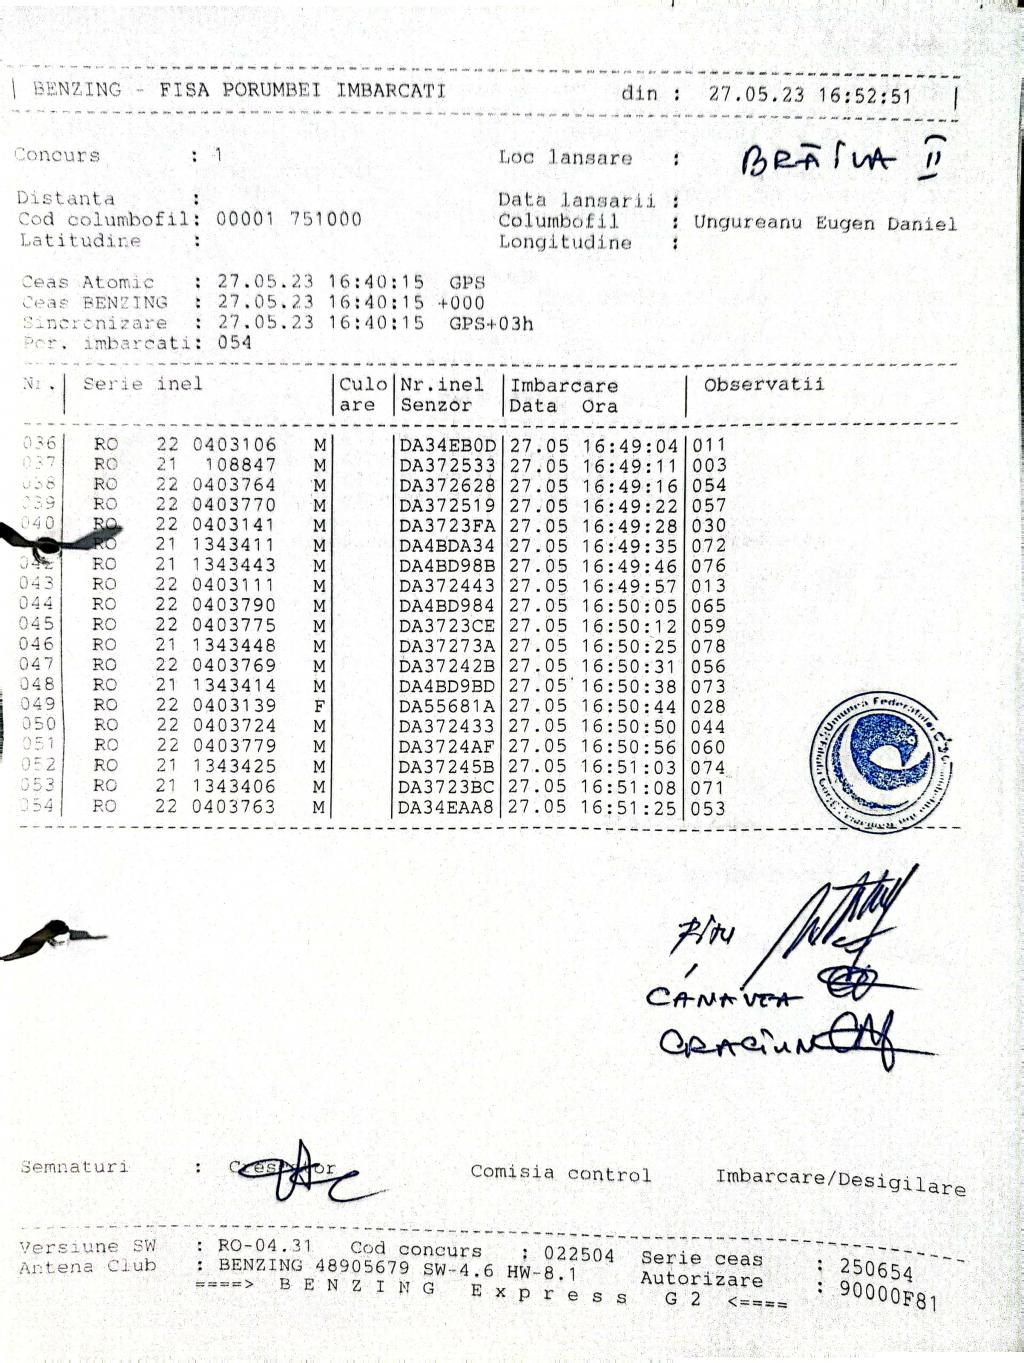 BENZING - FISA PORUMBEI IMBARCATI din : 27.05.23 16:52:51
Concurs : 1 Loc lansare : BRĂILA II
Distanta : Data lansarii :
Cod columbofil: 00001 751000 Columbofil : Ungureanu Eugen Daniel
Latitudine : Longitudine :
Ceas Atomic : 27.05.23 16:40:15 GPS
Ceas BENZING : 27.05.23 16:40:15 +000
Sincronizare : 27.05.23 16:40:15 GPS+03h
Por. imbarcati: 054
Nr. Serie inel Culo Nr.inel Imbarcare Observatii
are Senzor Data Ora
036 RO 22 0403106 M DA34EB0D 27.05 16:49:04 011
037 RO 21 108847 M DA372533 27.05 16:49:11 003
038 RO 22 0403764 M DA372628 27.05 16:49:16 054
039 RO 22 0403770 M DA372519 27.05 16:49:22 057
040 RO 22 0403141 M DA3723FA 27.05 16:49:28 030
RO 21 1343411 M DA4BDA34 27.05 16:49:35 072
042 RO 21 1343443 M DA4BD98B 27.05 16:49:46 076
043 RO 22 0403111 M DA372443 27.05 16:49:57 013
044 RO 22 0403790 M DA4BD984 27.05 16:50:05 065
045 RO 22 0403775 M DA3723CE 27.05 16:50:12 059
046 RO 21 1343448 M DA37273A 27.05 16:50:25 078
047 RO 22 0403769 M DA37242B 27.05 16:50:31 056
048 RO 21 1343414 M DA4BD9BD 27.05 16:50:38 073
049 RO 22 0403139 F DA55681A 27.05 16:50:44 028
050 RO 22 0403724 M DA372433 27.05 16:50:50 044
051 RO 22 0403779 M DA3724AF 27.05 16:50:56 060
052 RO 21 1343425 M DA37245B 27.05 16:51:03 074
053 RO 21 1343406 M DA3723BC 27.05 16:51:08 071
054 RO 22 0403763 M DA34EAA8 27.05 16:51:25 053
CANAVEA
CRACIUN
Semnaturi : Crescator Comisia control Imbarcare/Desigilare
Versiune SW : RO-04.31 Cod concurs : 022504 Serie ceas : 250654
Antena Club : BENZING 48905679 SW-4.6 HW-8.1 Autorizare : 90000F81
====> B E N Z I N G E x p r e s s G 2 <====